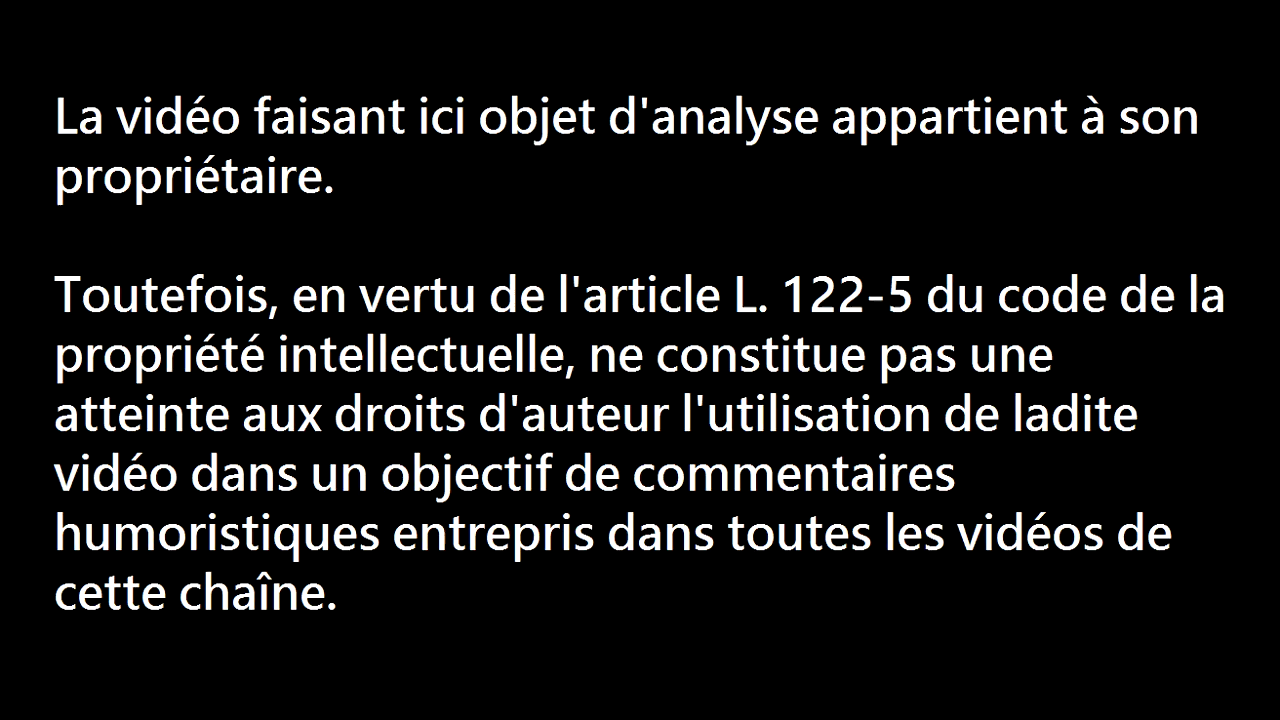 La vidéo faisant ici objet d'analyse appartient à son
propriétaire.
Toutefois, en vertu de l'article L. 122-5 du code de la
propriété intellectuelle, ne constitue pas une
atteinte aux droits d'auteur l'utilisation de ladite
vidéo dans un objectif de commentaires
humoristiques entrepris dans toutes les vidéos de
cette chaîne.